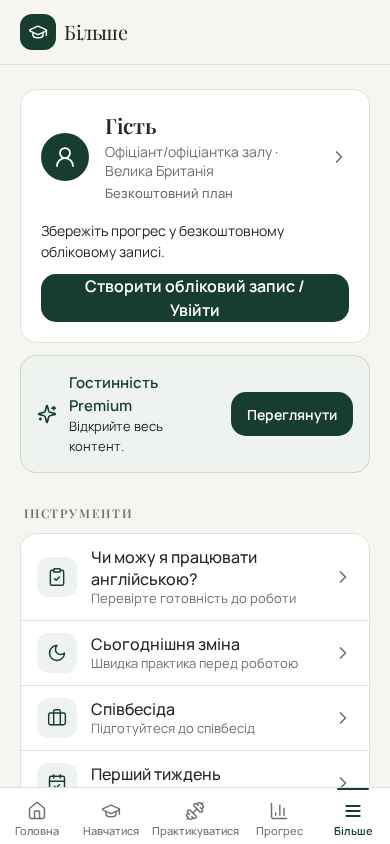 Більше
Гість
Офіціант/офіціантка залу ·
Велика Британія
Безкоштовний план
Збережіть прогрес у безкоштовному
обліковому записі.
Створити обліковий запис /
Увійти
Гостинність
Premium
Відкрийте весь
контент.
Переглянути
ІНСТРУМЕНТИ
Чи можу я працювати
англійською?
Перевірте готовність до роботи
Сьогоднішня зміна
Швидка практика перед роботою
Співбесіда
Підготуйтеся до співбесід
Перший тиждень
Головна
Навчатися
Практикуватися
Прогрес
Більше